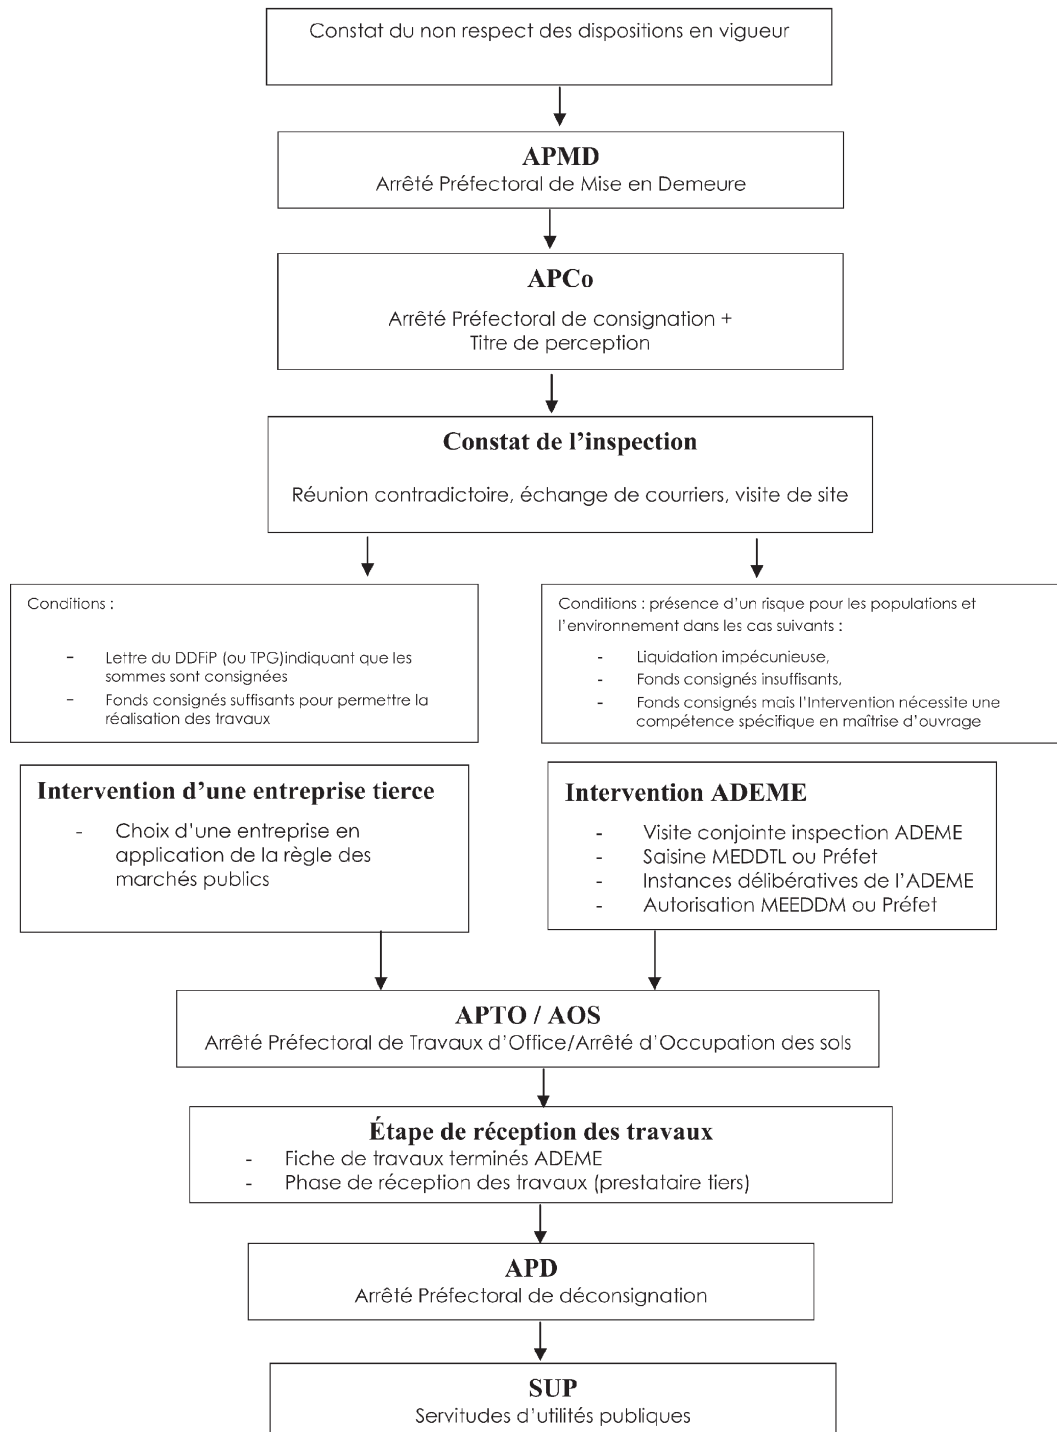 Constat du non respect des dispositions en vigueur
APMD
Arrêté Préfectoral de Mise en Demeure
APCo
Arrêté Préfectoral de consignation +
Titre de perception
Constat de l’inspection
Réunion contradictoire, échange de courriers, visite de site
Conditions :
- Lettre du DDFiP (ou TPG)indiquant que les
sommes sont consignées
- Fonds consignés suffisants pour permettre la
réalisation des travaux
Conditions : présence d’un risque pour les populations et
l’environnement dans les cas suivants :
- Liquidation impécunieuse,
- Fonds consignés insuffisants,
- Fonds consignés mais l’Intervention nécessite une
compétence spécifique en maîtrise d’ouvrage
Intervention d’une entreprise tierce
- Choix d’une entreprise en
application de la règle des
marchés publics
Intervention ADEME
- Visite conjointe inspection ADEME
- Saisine MEDDTL ou Préfet
- Instances délibératives de l’ADEME
- Autorisation MEEDDM ou Préfet
APTO / AOS
Arrêté Préfectoral de Travaux d’Office/Arrêté d’Occupation des sols
Étape de réception des travaux
- Fiche de travaux terminés ADEME
- Phase de réception des travaux (prestataire tiers)
APD
Arrêté Préfectoral de déconsignation
SUP
Servitudes d’utilités publiques